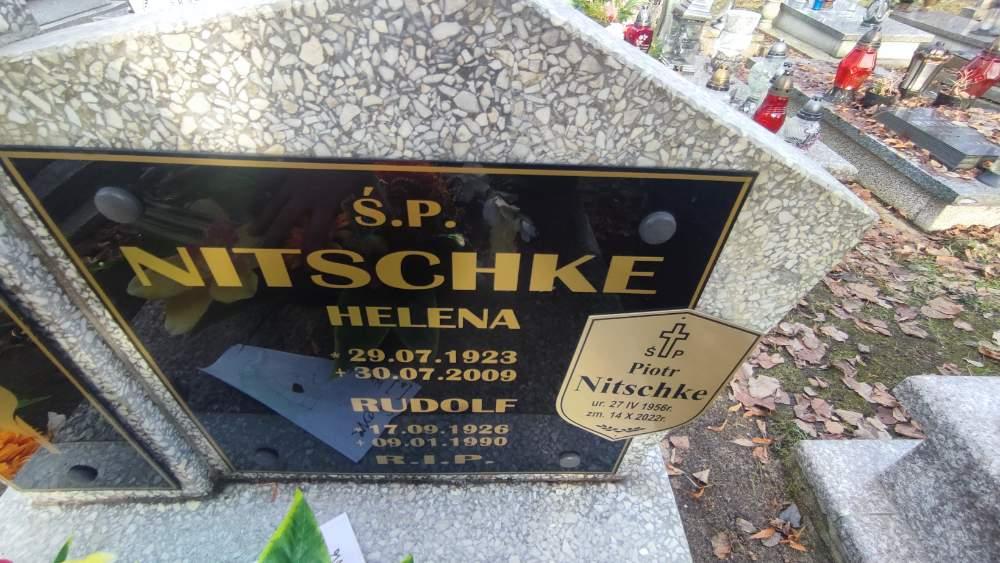 Ś.P.
NITSCHKE
HELENA
* 29.07.1923
+ 30.07.2009
RUDOLF
* 17.09.1926
+ 09.01.1990
R.I.P.
Ś P
Piotr
Nitschke
ur. 27 IV 1956r.
zm. 14 X 2022r.